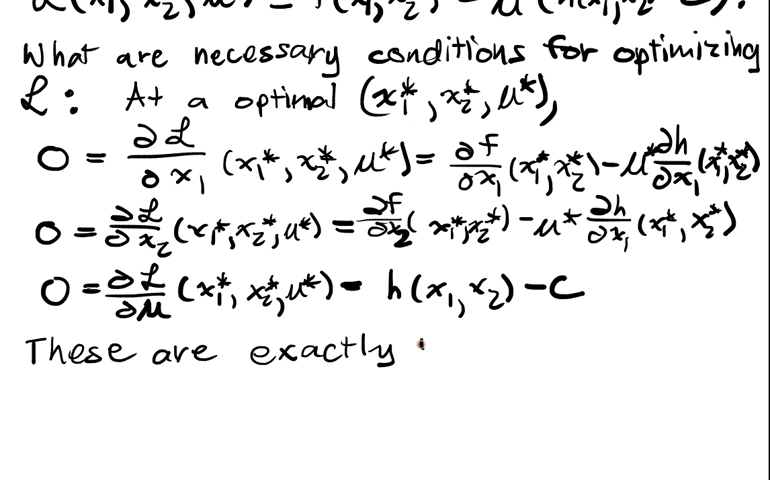 What are necessary conditions for optimizing
ℒ: At a optimal (x₁*, x₂*, μ*),
0 = ∂ℒ/∂x₁ (x₁*, x₂*, μ*) = ∂f/∂x₁ (x₁*, x₂*) − μ* ∂h/∂x₁ (x₁*, x₂*)
0 = ∂ℒ/∂x₂ (x₁*, x₂*, μ*) = ∂f/∂x₂ (x₁*, x₂*) − μ* ∂h/∂x₁ (x₁*, x₂*)
0 = ∂ℒ/∂μ (x₁*, x₂*, μ*) = h(x₁, x₂) − C
These are exactly